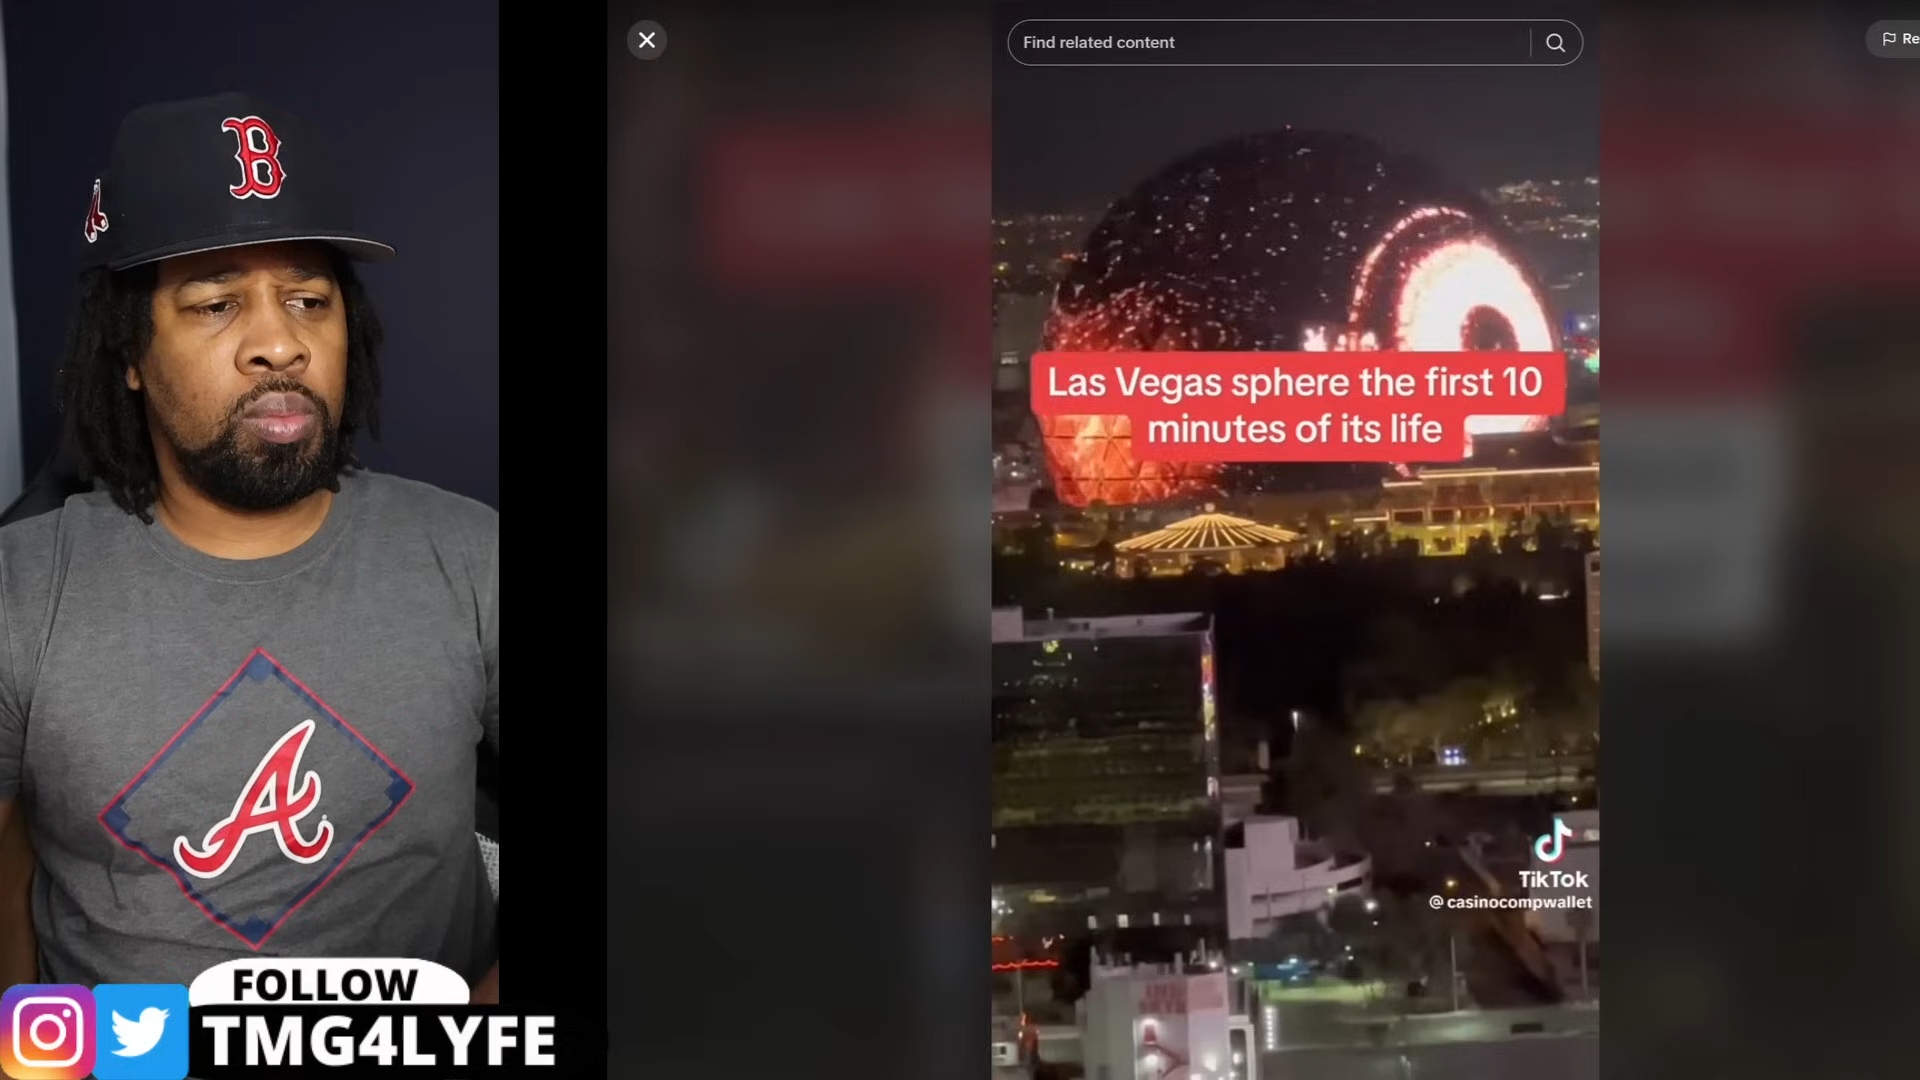 B
A
FOLLOW
TMG4LYFE
Find related content
Re
Las Vegas sphere the first 10
minutes of its life
TikTok
@casinocompwallet